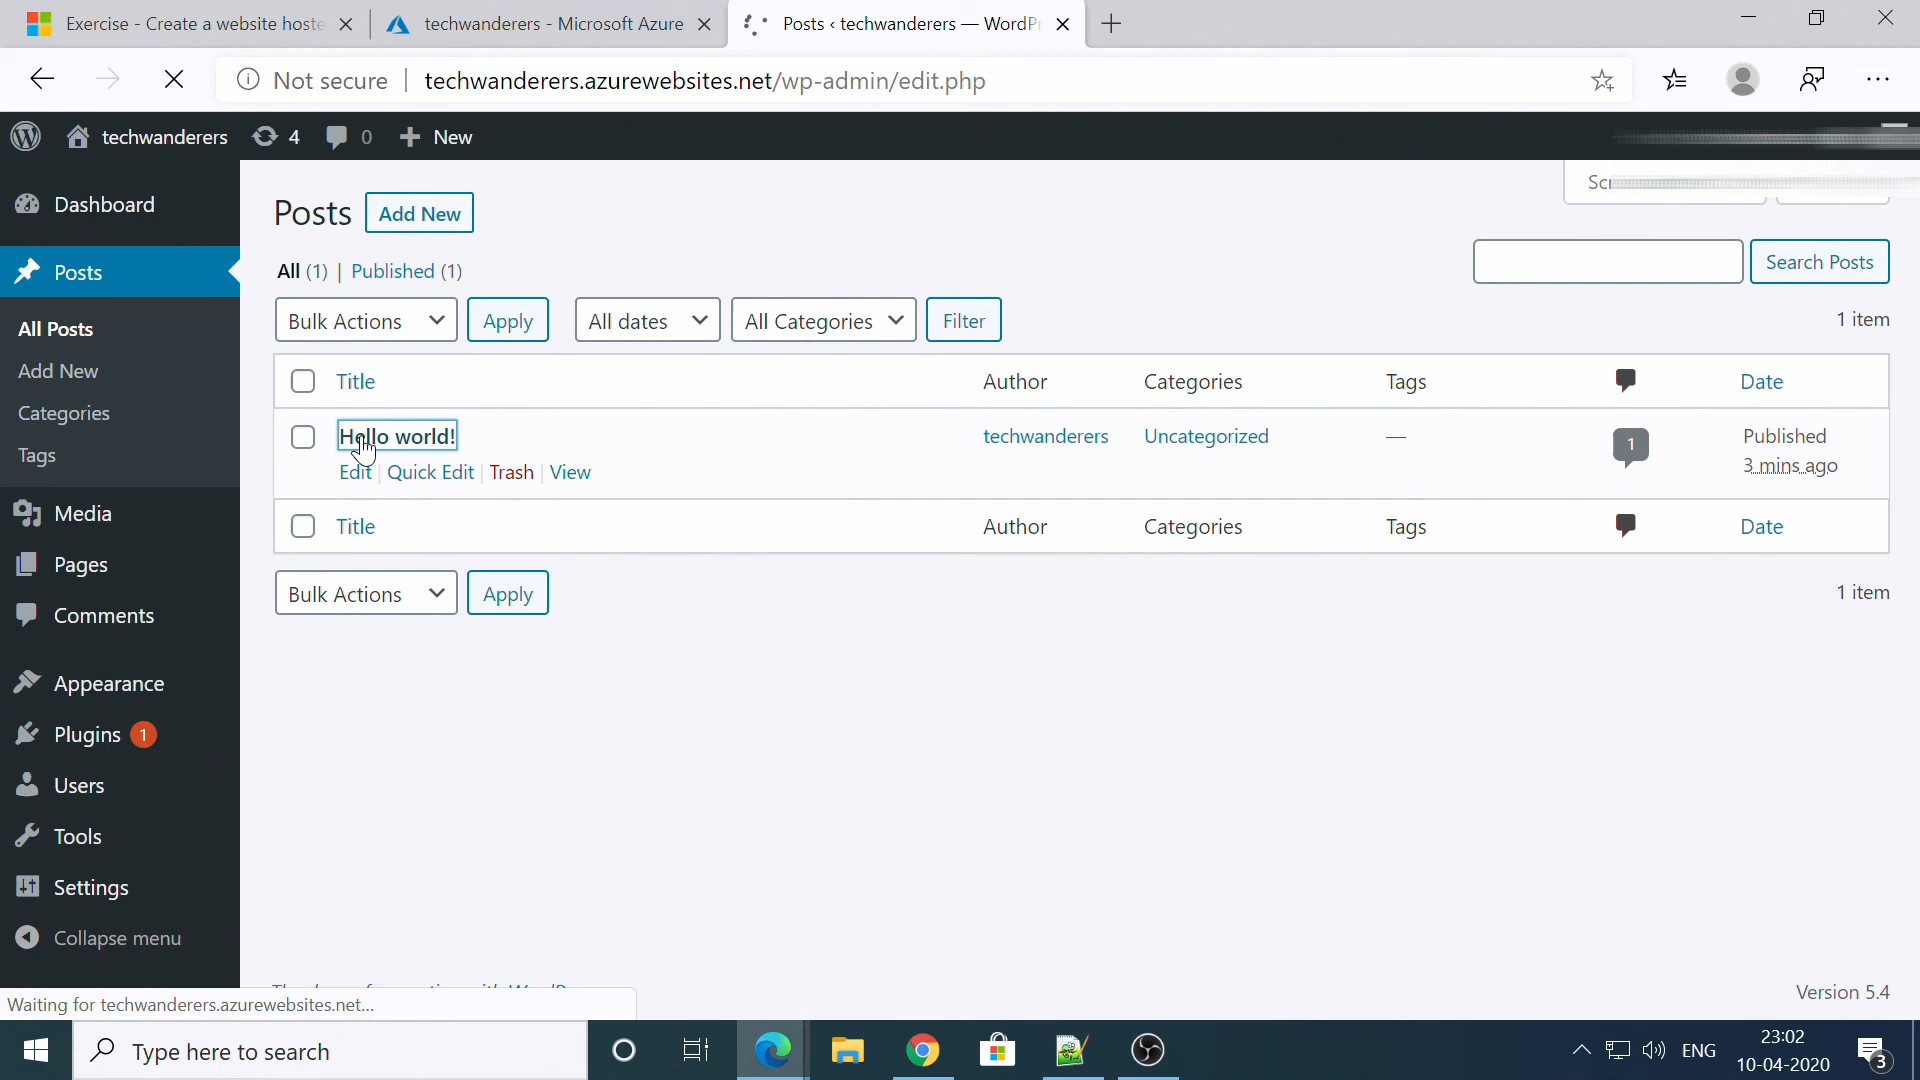 Exercise - Create a website hoste
techwanderers - Microsoft Azure
Posts ‹ techwanderers — WordPr
Not secure
techwanderers.azurewebsites.net/wp-admin/edit.php
techwanderers 4 0 New
Dashboard
Posts
All Posts
Add New
Categories
Tags
Media
Pages
Comments
Appearance
Plugins 1
Users
Tools
Settings
Collapse menu
Posts Add New
All (1) | Published (1)
Search Posts
Bulk Actions Apply All dates All Categories Filter 1 item
Title Author Categories Tags Date
Hello world! techwanderers Uncategorized — 1 Published
3 mins ago
Edit | Quick Edit | Trash | View
Title Author Categories Tags Date
Bulk Actions Apply 1 item
Version 5.4
Waiting for techwanderers.azurewebsites.net...
Type here to search
ENG
23:02
10-04-2020
3